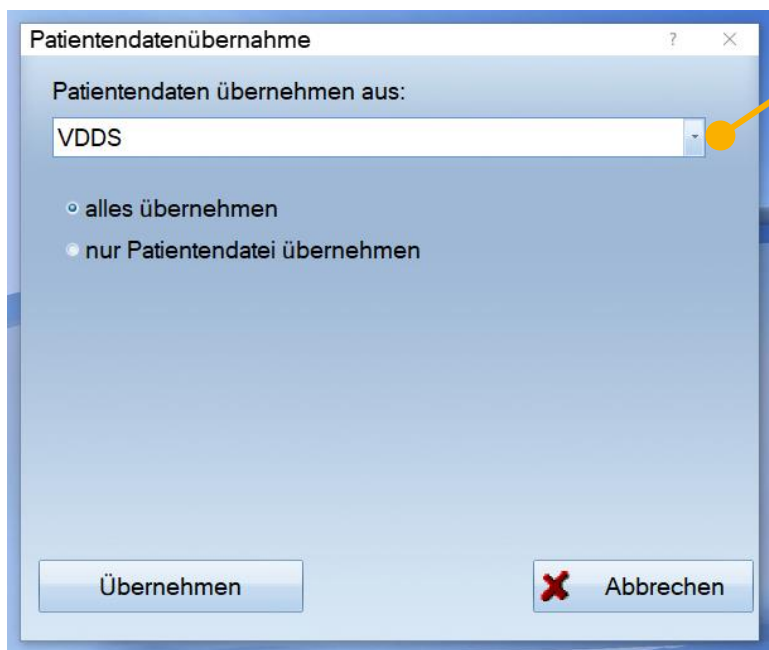 Patientendatenübernahme ?
Patientendaten übernehmen aus:
VDDS
alles übernehmen
nur Patientendatei übernehmen
Übernehmen Abbrechen